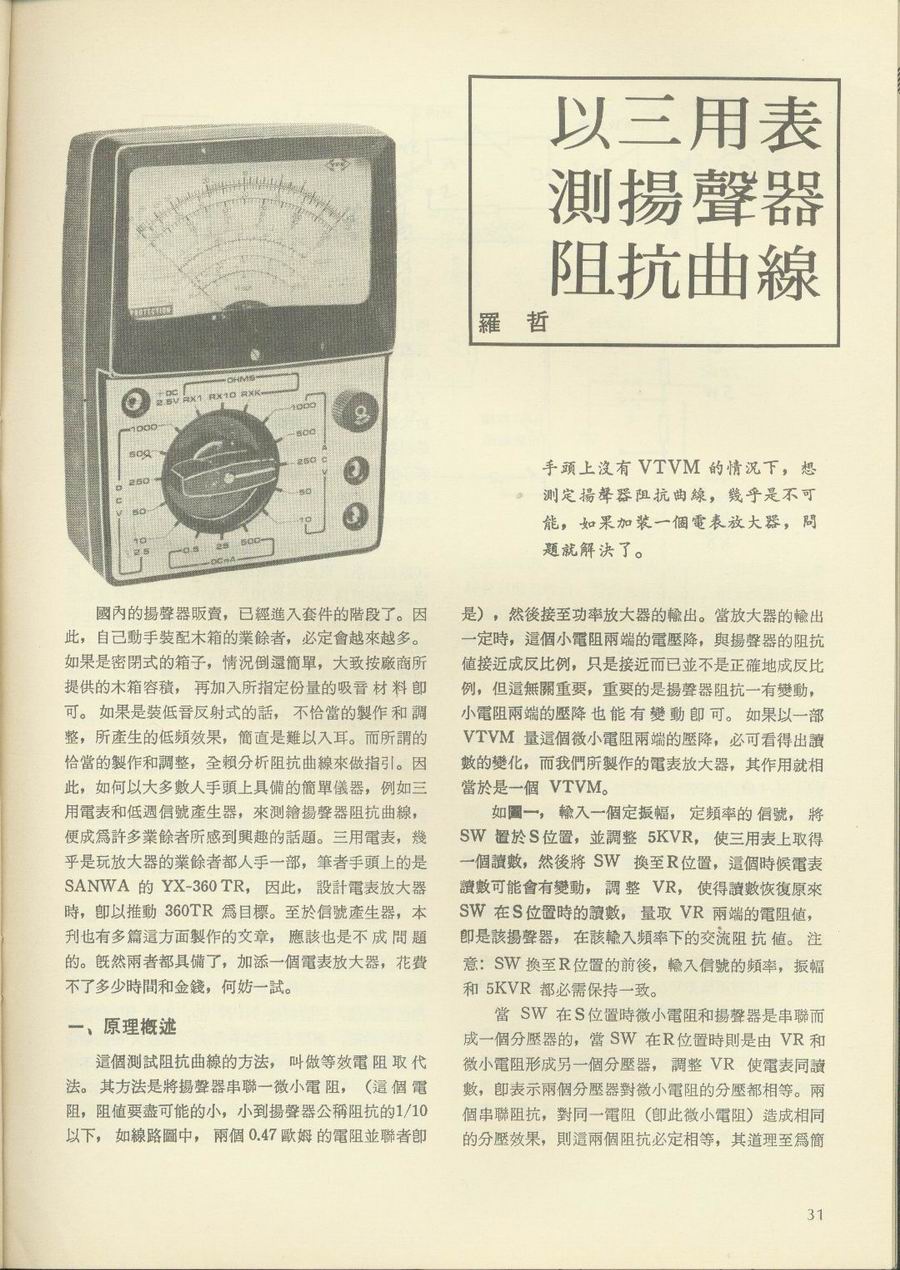 以三用表
測揚聲器
阻抗曲線
羅 哲
PROTECTION
OHMS
+DC
2.5V RX1 RX10 RXK
1000
1000
500
500
250
250
50
50
10
10
2.5
DCV
ACV
0.5 25 500
DCmA
手頭上沒有 VTVM 的情況下，想
測定揚聲器阻抗曲線，幾乎是不可
能，如果加裝一個電表放大器，問
題就解決了。
國內的揚聲器販賣，已經進入套件的階段了。因
此，自己動手裝配木箱的業餘者，必定會越來越多。
如果是密閉式的箱子，情況倒還簡單，大致按廠商所
提供的木箱容積， 再加入所指定份量的吸音材料卽
可。 如果是裝低音反射式的話， 不恰當的製作和調
整，所產生的低頻效果，簡直是難以入耳。而所謂的
恰當的製作和調整，全賴分析阻抗曲線來做指引。因
此，如何以大多數人手頭上具備的簡單儀器，例如三
用電表和低週信號產生器，來測繪揚聲器阻抗曲線，
便成爲許多業餘者所感到興趣的話題。三用電表，幾
乎是玩放大器的業餘者都人手一部，筆者手頭上的是
SANWA 的 YX-360 TR， 因此， 設計電表放大器
時，卽以推動 360TR 爲目標。至於信號產生器，本
刋也有多篇這方面製作的文章， 應該也是不成問題
的。旣然兩者都具備了，加添一個電表放大器，花費
不了多少時間和金錢，何妨一試。
一、原理概述
這個測試阻抗曲線的方法， 叫做等效電阻取代
法。 其方法是將揚聲器串聯一微小電阻， （這個電
阻，阻值要盡可能的小，小到揚聲器公稱阻抗的1/10
以下， 如線路圖中， 兩個 0.47 歐姆 的電阻並聯者卽
是），然後接至功率放大器的輸出。當放大器的輸出
一定時，這個小電阻兩端的電壓降，與揚聲器的阻抗
値接近成反比例，只是接近而已並不是正確地成反比
例，但這無關重要，重要的是揚聲器阻抗一有變動，
小電阻兩端的壓降也能有變動卽可。 如果以一部
VTVM 量這個微小電阻兩端的壓降，必可看得出讀
數的變化，而我們所製作的電表放大器，其作用就相
當於是一個 VTVM。
如圖一， 輸入一個定振幅， 定頻率的信號， 將
SW 置於S位置，並調整 5KVR， 使三用表上取得
一個讀數，然後將 SW 換至R位置，這個時候電表
讀數可能會有變動， 調整 VR， 使得讀數恢復原來
SW 在S位置時的讀數， 量取 VR 兩端的電阻値，
卽是該揚聲器， 在該輸入頻率下的交流阻抗値。 注
意：SW 換至R位置的前後，輸入信號的頻率，振幅
和 5KVR 都必需保持一致。
當 SW 在S位置時微小電阻和揚聲器是串聯而
成一個分壓器的，當 SW 在R位置時則是由 VR 和
微小電阻形成另一個分壓器， 調整 VR 使電表同讀
數，卽表示兩個分壓器對微小電阻的分壓都相等。兩
個串聯阻抗，對同一電阻（卽此微小電阻）造成相同
的分壓效果，則這兩個阻抗必定相等，其道理至爲簡
31